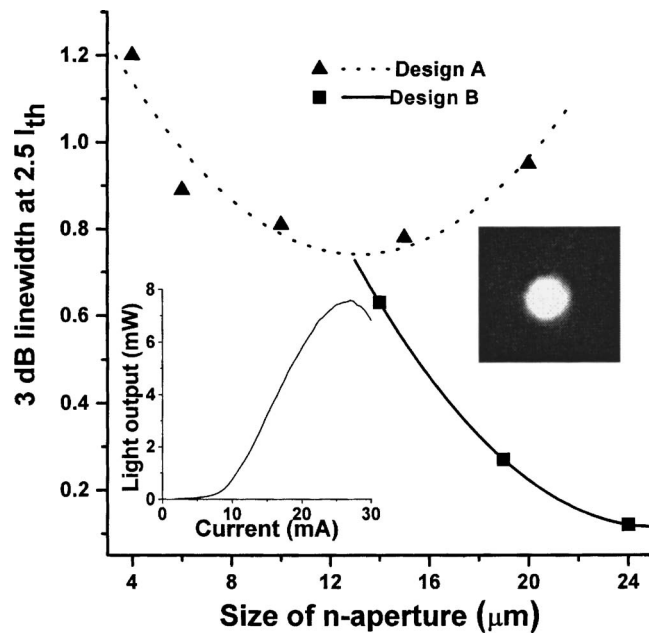 3 dB linewidth at 2.5 Ith
1.2
1.0
0.8
0.6
0.4
0.2
Design A
Design B
Light output (mW)
8
6
4
2
0
0 10 20 30
Current (mA)
4 8 12 16 20 24
Size of n-aperture (μm)